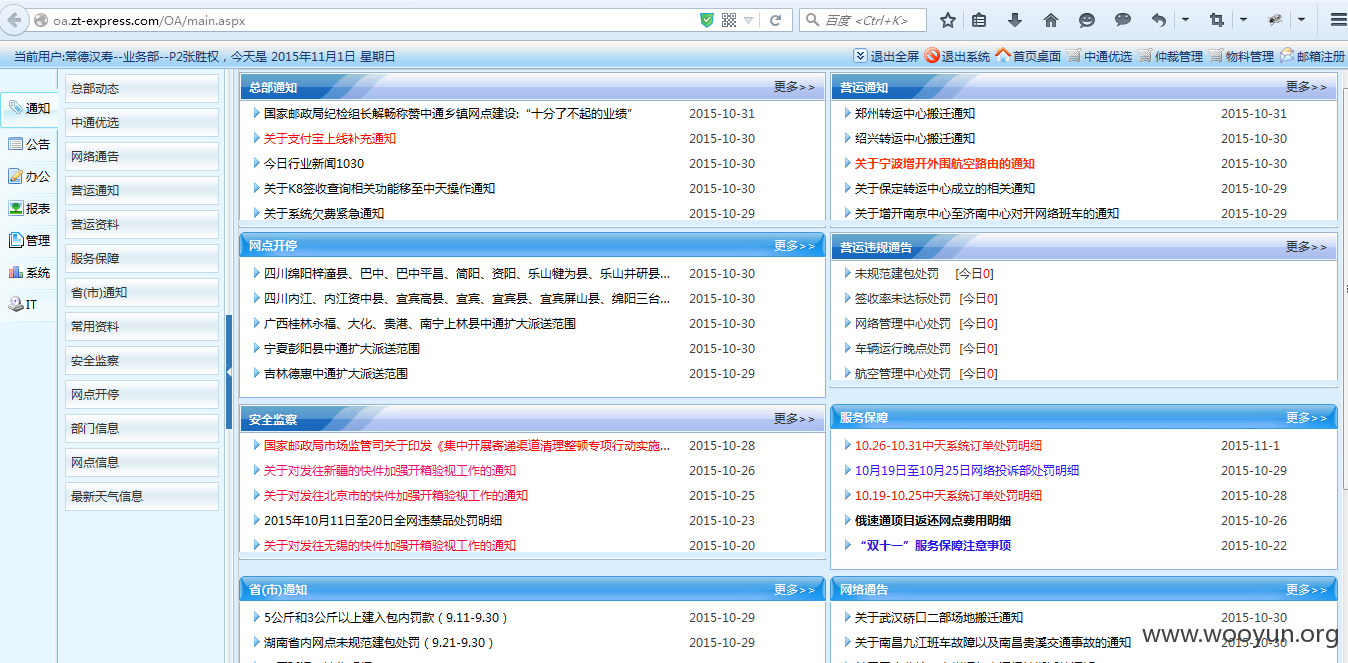 oa.zt-express.com/OA/main.aspx
百度 <Ctrl+K>
当前用户:常德汉寿--业务部--P2张胜权，今天是 2015年11月1日 星期日
退出全屏 退出系统 首页桌面 中通优选 仲裁管理 物料管理 邮箱注册
通知
公告
办公
报表
管理
系统
IT
总部动态
中通优选
网络通告
营运通知
营运资料
服务保障
省(市)通知
常用资料
安全监察
网点开停
部门信息
网点信息
最新天气信息
总部通知 更多>>
国家邮政局纪检组长解畅称赞中通乡镇网点建设:“十分了不起的业绩” 2015-10-31
关于支付宝上线补充通知 2015-10-30
今日行业新闻1030 2015-10-30
关于K8签收查询相关功能移至中天操作通知 2015-10-30
关于系统欠费紧急通知 2015-10-29
营运通知 更多>>
郑州转运中心搬迁通知 2015-10-31
绍兴转运中心搬迁通知 2015-10-30
关于宁波增开外围航空路由的通知 2015-10-30
关于保定转运中心成立的相关通知 2015-10-29
关于增开南京中心至济南中心对开网络班车的通知 2015-10-29
网点开停 更多>>
四川绵阳梓潼县、巴中、巴中平昌、简阳、资阳、乐山犍为县、乐山井研县... 2015-10-30
四川内江、内江资中县、宜宾高县、宜宾、宜宾县、宜宾屏山县、绵阳三台... 2015-10-30
广西桂林永福、大化、贵港、南宁上林县中通扩大派送范围 2015-10-30
宁夏彭阳县中通扩大派送范围 2015-10-30
吉林德惠中通扩大派送范围 2015-10-29
营运违规通告 更多>>
未规范建包处罚 [今日0]
签收率未达标处罚 [今日0]
网络管理中心处罚 [今日0]
车辆运行晚点处罚 [今日0]
航空管理中心处罚 [今日0]
安全监察 更多>>
国家邮政局市场监管司关于印发《集中开展寄递渠道清理整顿专项行动实施... 2015-10-28
关于对发往新疆的快件加强开箱验视工作的通知 2015-10-26
关于对发往北京市的快件加强开箱验视工作的通知 2015-10-25
2015年10月11日至20日全网违禁品处罚明细 2015-10-23
关于对发往无锡的快件加强开箱验视工作的通知 2015-10-20
服务保障 更多>>
10.26-10.31中天系统订单处罚明细 2015-11-1
10月19日至10月25日网络投诉部处罚明细 2015-10-29
10.19-10.25中天系统订单处罚明细 2015-10-28
俄速通项目返还网点费用明细 2015-10-26
“双十一”服务保障注意事项 2015-10-22
省(市)通知 更多>>
5公斤和3公斤以上建入包内罚款（9.11-9.30） 2015-10-29
湖南省内网点未规范建包处罚（9.21-9.30） 2015-10-29
网络通告 更多>>
关于武汉硚口二部场地搬迁通知 2015-10-30
关于南昌九江班车故障以及南昌贵溪交通事故的通知 2015-10-30
www.wooyun.org